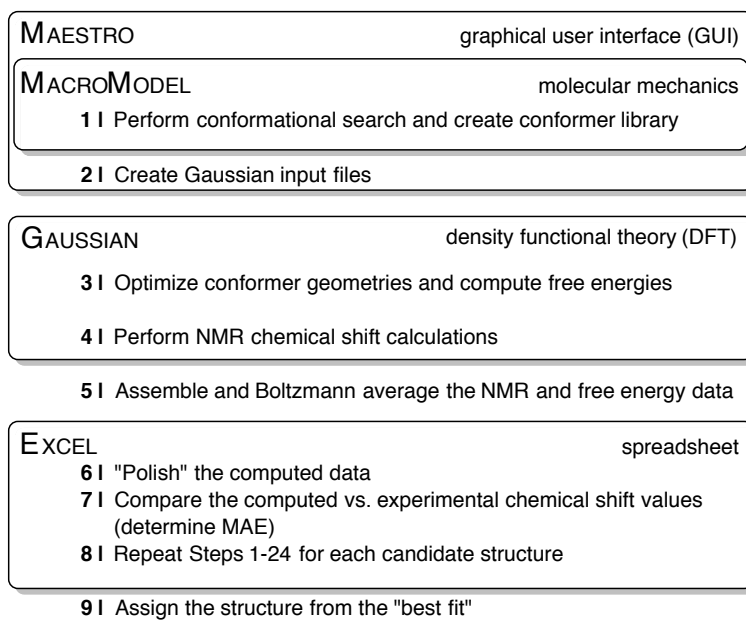 MAESTRO graphical user interface (GUI)
MACROMODEL molecular mechanics
1 | Perform conformational search and create conformer library
2 | Create Gaussian input files
GAUSSIAN density functional theory (DFT)
3 | Optimize conformer geometries and compute free energies
4 | Perform NMR chemical shift calculations
5 | Assemble and Boltzmann average the NMR and free energy data
EXCEL spreadsheet
6 | "Polish" the computed data
7 | Compare the computed vs. experimental chemical shift values
(determine MAE)
8 | Repeat Steps 1-24 for each candidate structure
9 | Assign the structure from the "best fit"